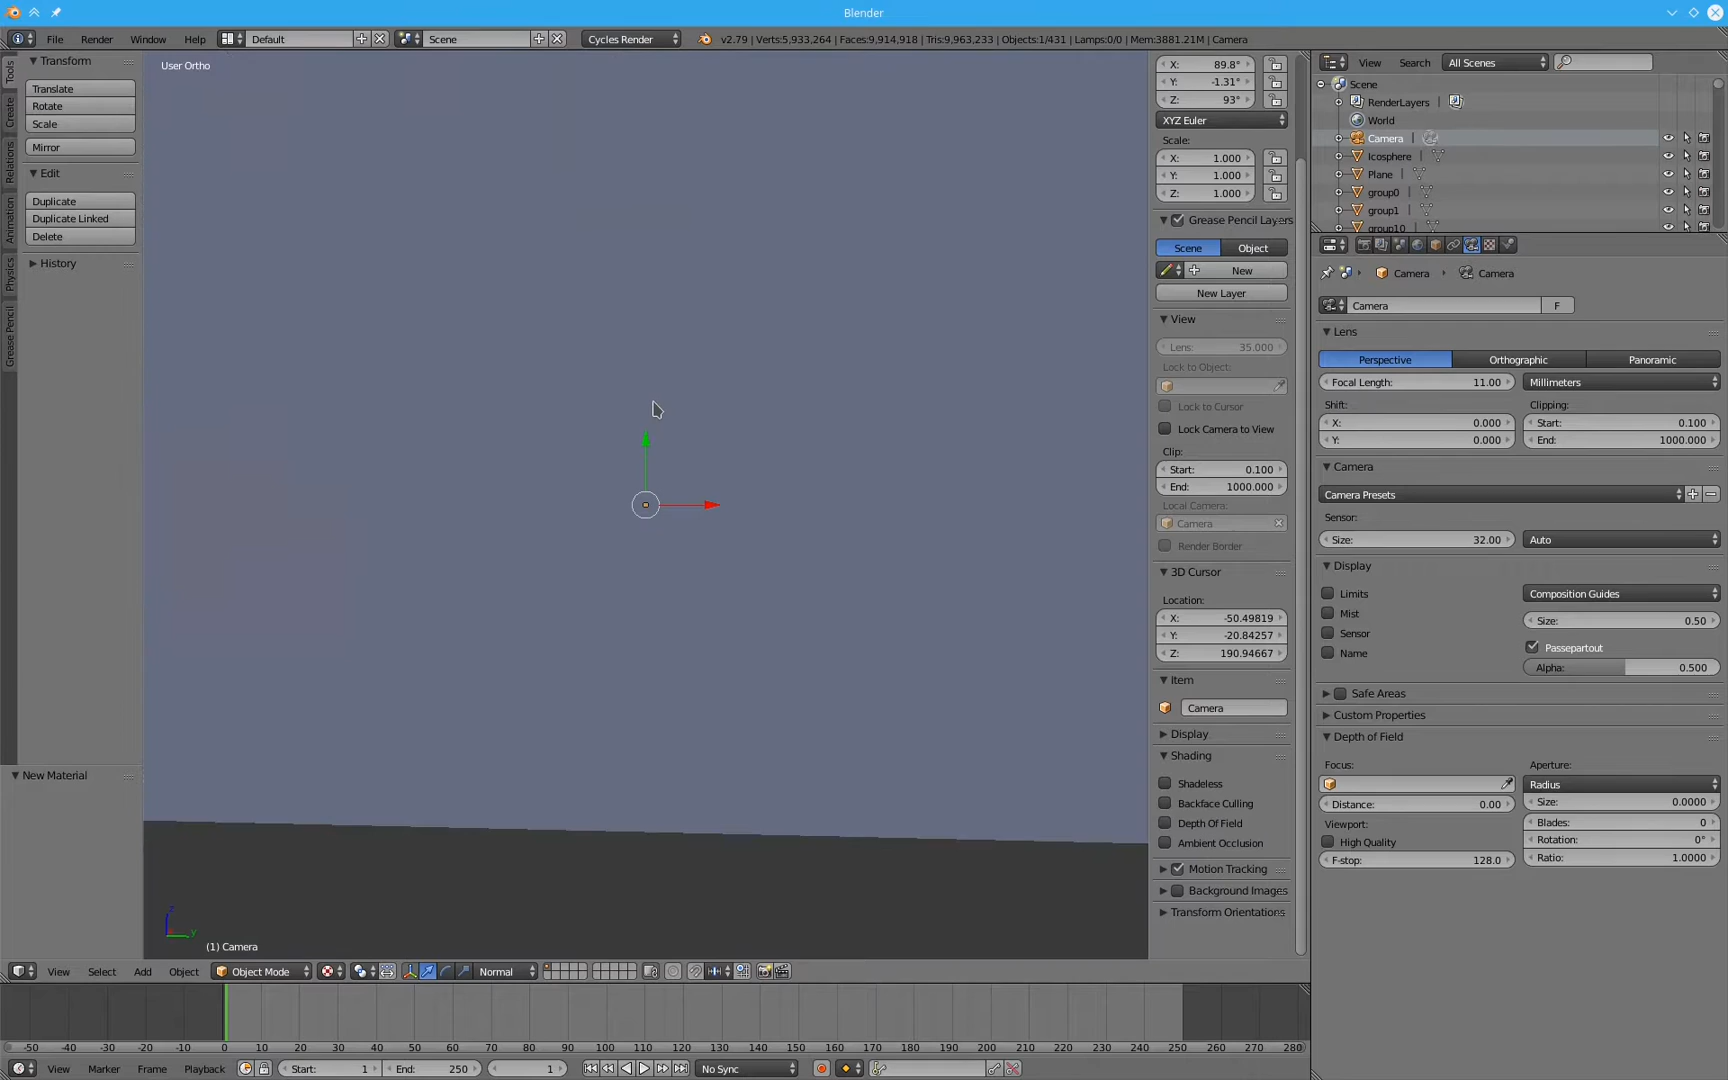 Blender
File Render Window Help Default Scene Cycles Render v2.79 | Verts:5,933,264 | Faces:9,914,918 | Tris:9,963,233 | Objects:1/431 | Lamps:0/0 | Mem:3881.21M | Camera
Tools
Create
Relations
Animation
Physics
Grease Pencil
Transform
Translate
Rotate
Scale
Mirror
Edit
Duplicate
Duplicate Linked
Delete
History
New Material
User Ortho
(1) Camera
z
y
X: 89.8°
Y: -1.31°
Z: 93°
XYZ Euler
Scale:
X: 1.000
Y: 1.000
Z: 1.000
Grease Pencil Layers
Scene Object
New
New Layer
View
Lens: 35.000
Lock to Object:
Lock to Cursor
Lock Camera to View
Clip:
Start: 0.100
End: 1000.000
Local Camera:
Camera
Render Border
3D Cursor
Location:
X: -50.49819
Y: -20.84257
Z: 190.94667
Item
Camera
Display
Shading
Shadeless
Backface Culling
Depth Of Field
Ambient Occlusion
Motion Tracking
Background Images
Transform Orientations
View Search All Scenes
Scene
RenderLayers
World
Camera
Icosphere
Plane
group0
group1
group10
Camera Camera
Camera F
Lens
Perspective Orthographic Panoramic
Focal Length: 11.00 Millimeters
Shift: Clipping:
X: 0.000 Start: 0.100
Y: 0.000 End: 1000.000
Camera
Camera Presets
Sensor:
Size: 32.00 Auto
Display
Limits Composition Guides
Mist Size: 0.50
Sensor Passepartout
Name Alpha: 0.500
Safe Areas
Custom Properties
Depth of Field
Focus: Aperture:
Radius
Distance: 0.00 Size: 0.0000
Viewport: Blades: 0
High Quality Rotation: 0°
F-stop: 128.0 Ratio: 1.0000
View Select Add Object Object Mode Normal
-50 -40 -30 -20 -10 0 10 20 30 40 50 60 70 80 90 100 110 120 130 140 150 160 170 180 190 200 210 220 230 240 250 260 270 280
View Marker Frame Playback Start: 1 End: 250 1 No Sync